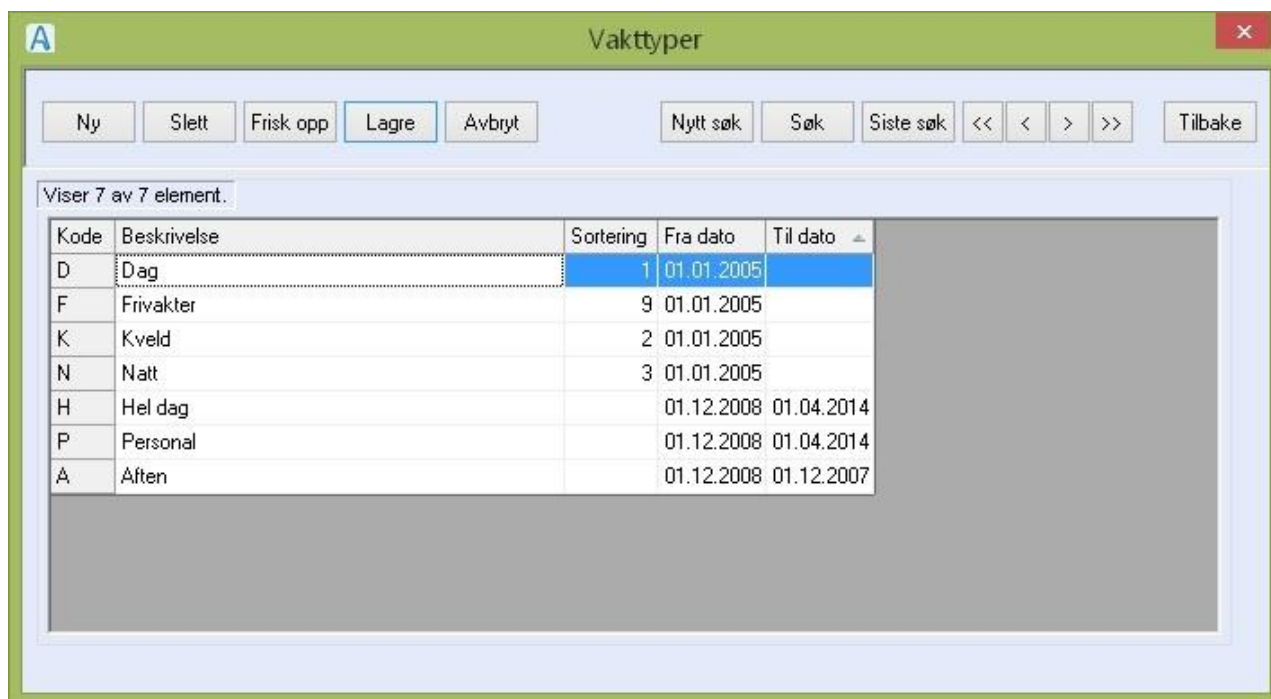 Vakttyper
Ny Slett Frisk opp Lagre Avbryt Nytt søk Søk Siste søk << < > >> Tilbake
Viser 7 av 7 element.
Kode Beskrivelse Sortering Fra dato Til dato
D Dag 1 01.01.2005
F Frivakter 9 01.01.2005
K Kveld 2 01.01.2005
N Natt 3 01.01.2005
H Hel dag 01.12.2008 01.04.2014
P Personal 01.12.2008 01.04.2014
A Aften 01.12.2008 01.12.2007